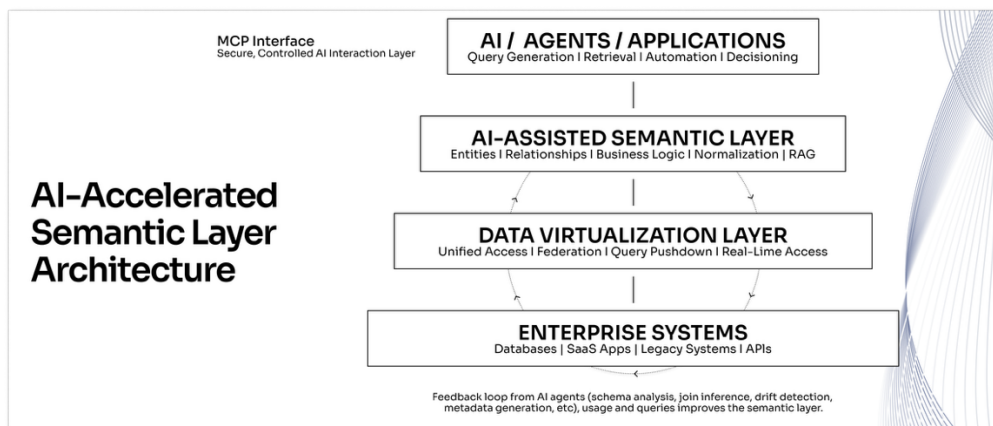 MCP Interface
Secure, Controlled AI Interaction Layer
AI / AGENTS / APPLICATIONS
Query Generation I Retrieval I Automation I Decisioning
AI-ASSISTED SEMANTIC LAYER
Entities I Relationships I Business Logic I Normalization | RAG
AI-Accelerated
Semantic Layer
Architecture
DATA VIRTUALIZATION LAYER
Unified Access I Federation I Query Pushdown I Real-Lime Access
ENTERPRISE SYSTEMS
Databases | SaaS Apps | Legacy Systems I APIs
Feedback loop from AI agents (schema analysis, join inference, drift detection,
metadata generation, etc), usage and queries improves the semantic layer.